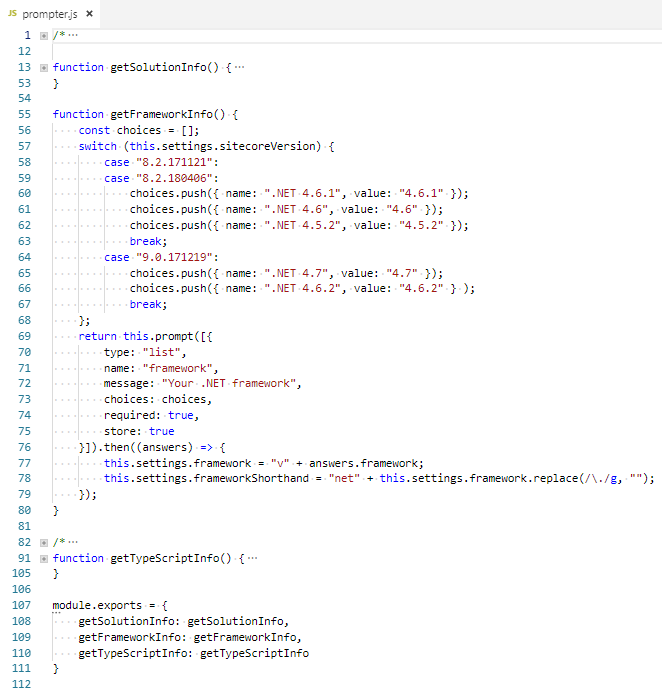 JS prompter.js ×
1 /* ···
12
13 function getSolutionInfo() { ···
53 }
54
55 function getFrameworkInfo() {
56     const choices = [];
57     switch (this.settings.sitecoreVersion) {
58         case "8.2.171121":
59         case "8.2.180406":
60             choices.push({ name: ".NET 4.6.1", value: "4.6.1" });
61             choices.push({ name: ".NET 4.6", value: "4.6" });
62             choices.push({ name: ".NET 4.5.2", value: "4.5.2" });
63             break;
64         case "9.0.171219":
65             choices.push({ name: ".NET 4.7", value: "4.7" });
66             choices.push({ name: ".NET 4.6.2", value: "4.6.2" } );
67             break;
68     };
69     return this.prompt([{
70         type: "list",
71         name: "framework",
72         message: "Your .NET framework",
73         choices: choices,
74         required: true,
75         store: true
76     }]).then((answers) => {
77         this.settings.framework = "v" + answers.framework;
78         this.settings.frameworkShorthand = "net" + this.settings.framework.replace(/\./g, "");
79     });
80 }
81
82 /* ···
91 function getTypeScriptInfo() { ···
105 }
106
107 module.exports = {
108     getSolutionInfo: getSolutionInfo,
109     getFrameworkInfo: getFrameworkInfo,
110     getTypeScriptInfo: getTypeScriptInfo
111 }
112